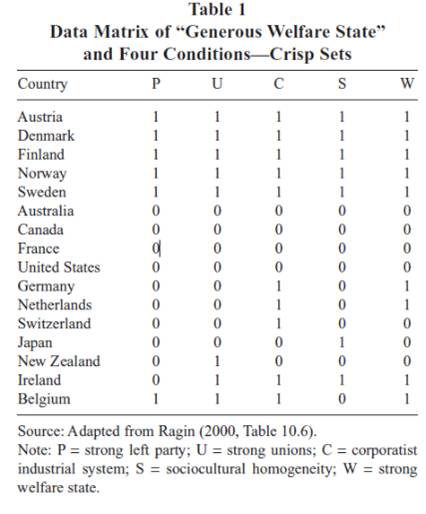 Table 1
Data Matrix of “Generous Welfare State”
and Four Conditions—Crisp Sets
Country P U C S W
Austria 1 1 1 1 1
Denmark 1 1 1 1 1
Finland 1 1 1 1 1
Norway 1 1 1 1 1
Sweden 1 1 1 1 1
Australia 0 0 0 0 0
Canada 0 0 0 0 0
France 0 0 0 0 0
United States 0 0 0 0 0
Germany 0 0 1 0 1
Netherlands 0 0 1 0 1
Switzerland 0 0 1 0 0
Japan 0 0 0 1 0
New Zealand 0 1 0 0 0
Ireland 0 1 1 1 1
Belgium 1 1 1 0 1
Source: Adapted from Ragin (2000, Table 10.6).
Note: P = strong left party; U = strong unions; C = corporatist
industrial system; S = sociocultural homogeneity; W = strong
welfare state.